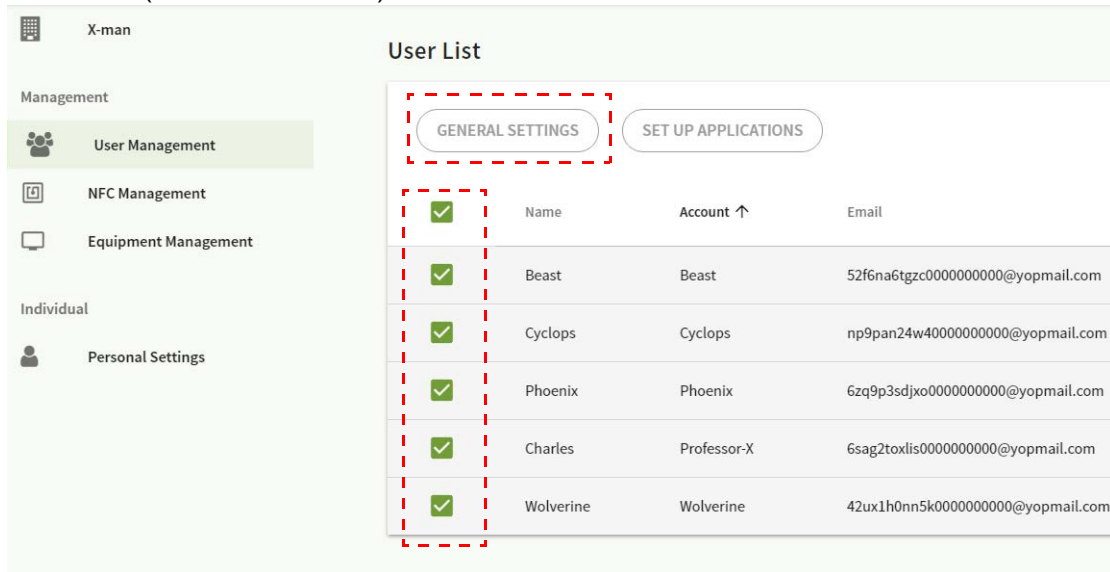 X-man
User List
Management
GENERAL SETTINGS SET UP APPLICATIONS
User Management
NFC Management
Name Account ↑ Email
Equipment Management
Beast Beast 52f6na6tgzc0000000000@yopmail.com
Individual
Cyclops Cyclops np9pan24w40000000000@yopmail.com
Personal Settings
Phoenix Phoenix 6zq9p3sdjxo0000000000@yopmail.com
Charles Professor-X 6sag2toxlis0000000000@yopmail.com
Wolverine Wolverine 42ux1h0nn5k0000000000@yopmail.com